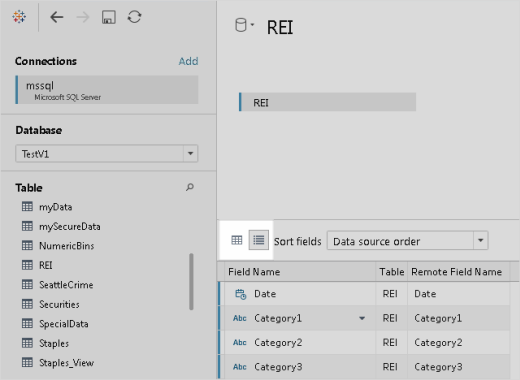 REI
Connections
Add
mssql
Microsoft SQL Server
REI
Database
TestV1
Table
myData
mySecureData
NumericBins
REI
SeattleCrime
Securities
SpecialData
Staples
Staples_View
Sort fields
Data source order
Field Name Table Remote Field Name
Date REI Date
Abc Category1 REI Category1
Abc Category2 REI Category2
Abc Category3 REI Category3